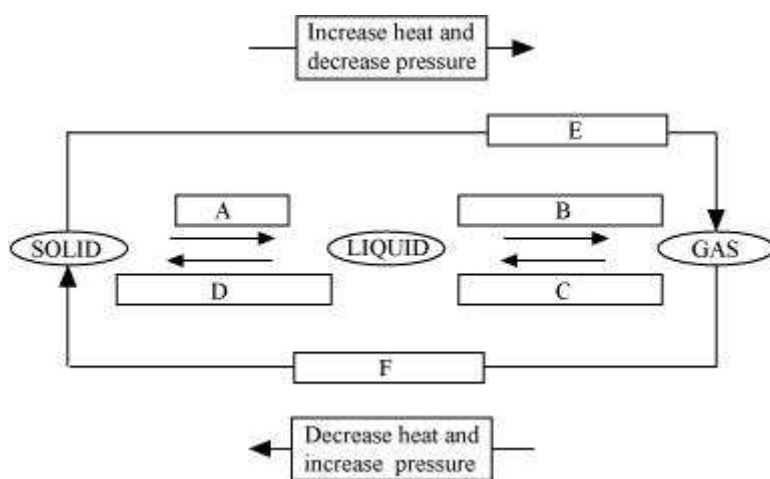 Increase heat and
decrease pressure
E
A
B
SOLID
LIQUID
GAS
D
C
F
Decrease heat and
increase pressure